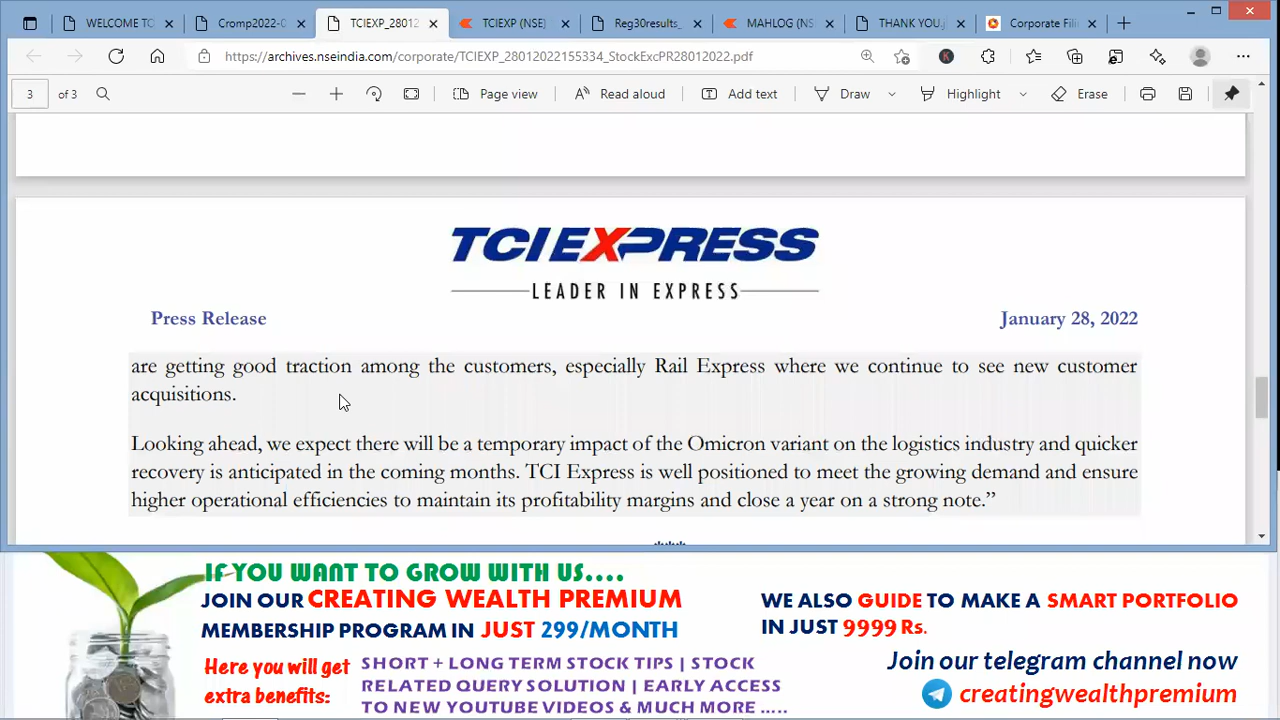 WELCOME TO
Cromp2022-0
TCIEXP_28012
TCIEXP (NSE)
Reg30results_
MAHLOG (NS
THANK YOU.j
Corporate Fili
https://archives.nseindia.com/corporate/TCIEXP_28012022155334_StockExcPR28012022.pdf
3 of 3
Page view
Read aloud
Add text
Draw
Highlight
Erase
TCIEXPRESS
LEADER IN EXPRESS
Press Release January 28, 2022
are getting good traction among the customers, especially Rail Express where we continue to see new customer
acquisitions.
Looking ahead, we expect there will be a temporary impact of the Omicron variant on the logistics industry and quicker
recovery is anticipated in the coming months. TCI Express is well positioned to meet the growing demand and ensure
higher operational efficiencies to maintain its profitability margins and close a year on a strong note.”
***
IF YOU WANT TO GROW WITH US....
JOIN OUR CREATING WEALTH PREMIUM
MEMBERSHIP PROGRAM IN JUST 299/MONTH
Here you will get
extra benefits:
SHORT + LONG TERM STOCK TIPS | STOCK
RELATED QUERY SOLUTION | EARLY ACCESS
TO NEW YOUTUBE VIDEOS & MUCH MORE .....
WE ALSO GUIDE TO MAKE A SMART PORTFOLIO
IN JUST 9999 Rs.
Join our telegram channel now
creatingwealthpremium